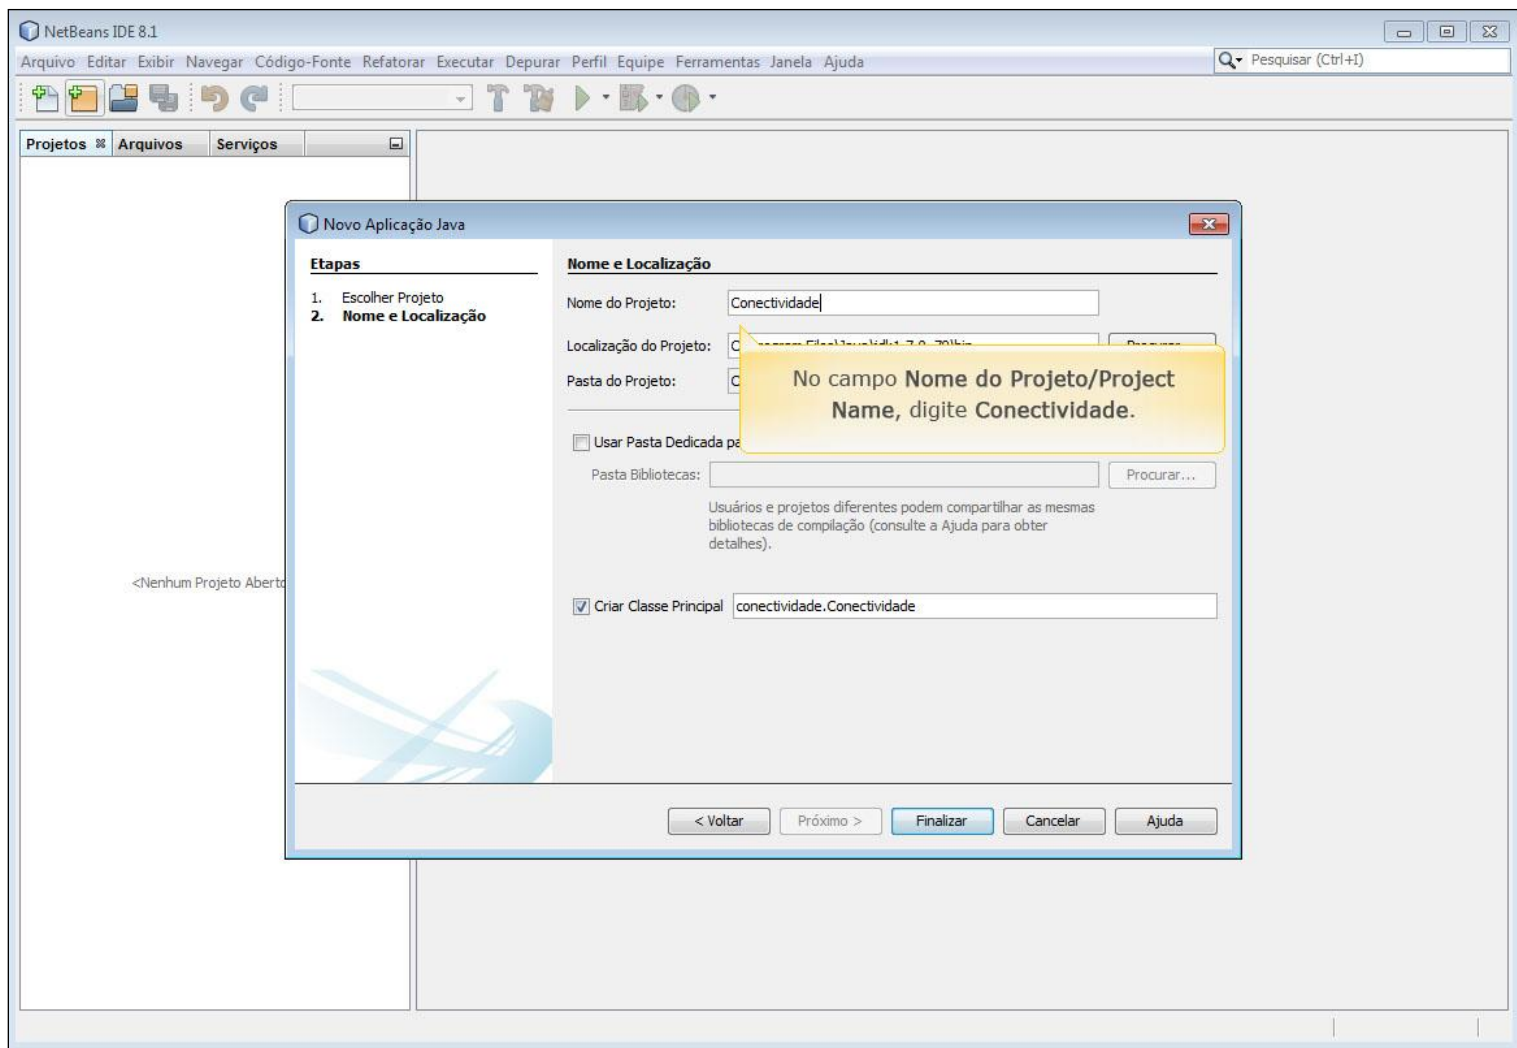 NetBeans IDE 8.1
Arquivo Editar Exibir Navegar Código-Fonte Refatorar Executar Depurar Perfil Equipe Ferramentas Janela Ajuda
Pesquisar (Ctrl+I)
Projetos Arquivos Serviços
<Nenhum Projeto Aberto
Novo Aplicação Java
Etapas
1. Escolher Projeto
2. Nome e Localização
Nome e Localização
Nome do Projeto: Conectividade
Localização do Projeto:
Pasta do Projeto:
No campo Nome do Projeto/Project
Name, digite Conectividade.
Usar Pasta Dedicada
Pasta Bibliotecas: Procurar...
Usuários e projetos diferentes podem compartilhar as mesmas
bibliotecas de compilação (consulte a Ajuda para obter
detalhes).
Criar Classe Principal conectividade.Conectividade
< Voltar Próximo > Finalizar Cancelar Ajuda